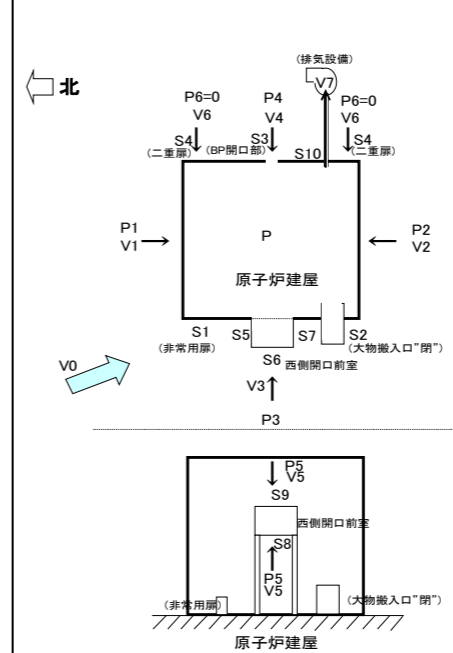 (排気設備)
V7
北
P6=0
V6
S4
(二重扉)
P4
V4
S3
(BP開口部)
S10
P6=0
V6
S4
(二重扉)
P1
V1
P
P2
V2
原子炉建屋
S1
(非常用扉)
S5
S7
S2
(大物搬入口"閉")
S6
西側開口前室
V0
V3
P3
P5
V5
S9
西側開口前室
S8
P5
V5
(非常用扉)
(大物搬入口"閉")
原子炉建屋